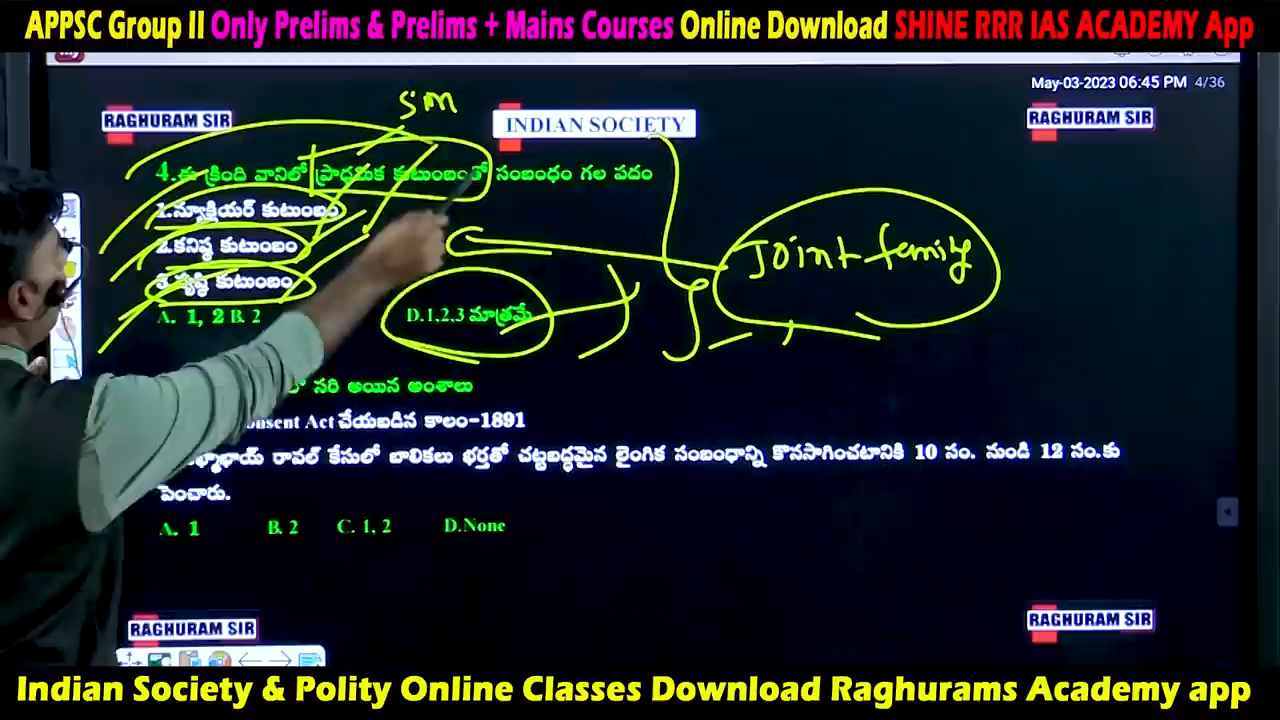 APPSC Group II Only Prelims & Prelims + Mains Courses Online Download SHINE RRR IAS ACADEMY App
May-03-2023 06:45 PM 4/36
RAGHURAM SIR
INDIAN SOCIETY
RAGHURAM SIR
Sm
4.ఈ క్రింది వానిలో ప్రాధమిక కుటుంబంతో సంబంధం గల పదం
1.న్యూక్లియర్ కుటుంబం
2.కనిష్ఠ కుటుంబం
3.వ్యష్ఠి కుటుంబం
Joint
A. 1, 2 B. 2 D.1,2,3 మాత్రమే
సరి అయిన అంశాలు
Act చేయబడిన కాలం-1891
రావల్ కేసులో బాలికలు భర్తతో చట్టబద్ధమైన లైంగిక సంబంధాన్ని కొనసాగించటానికి 10 సం. నుండి 12 సం.కు
పెంచారు.
A. 1 B. 2 C. 1, 2 D.None
RAGHURAM SIR
RAGHURAM SIR
Indian Society & Polity Online Classes Download Raghurams Academy app